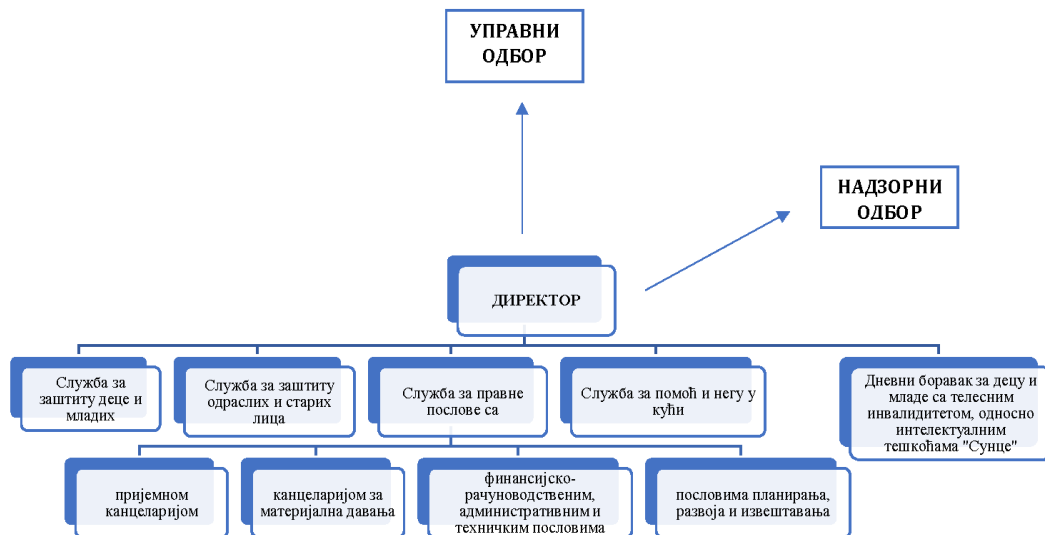 УПРАВНИ
ОДБОР
НАДЗОРНИ
ОДБОР
ДИРЕКТОР
Служба за
заштиту деце и
младих
Служба за заштиту
одраслих и старих
лица
Служба за правне
послове са
Служба за помоћ и негу у
кући
Дневни боравак за децу и
младе са телесним
инвалидитетом, односно
интелектуалним
тешкоћама "Сунце"
пријемном
канцеларијом
канцеларијом за
материјална давања
финансијско-
рачуноводственим,
административним и
техничким пословима
пословима планирања,
развоја и извештавања